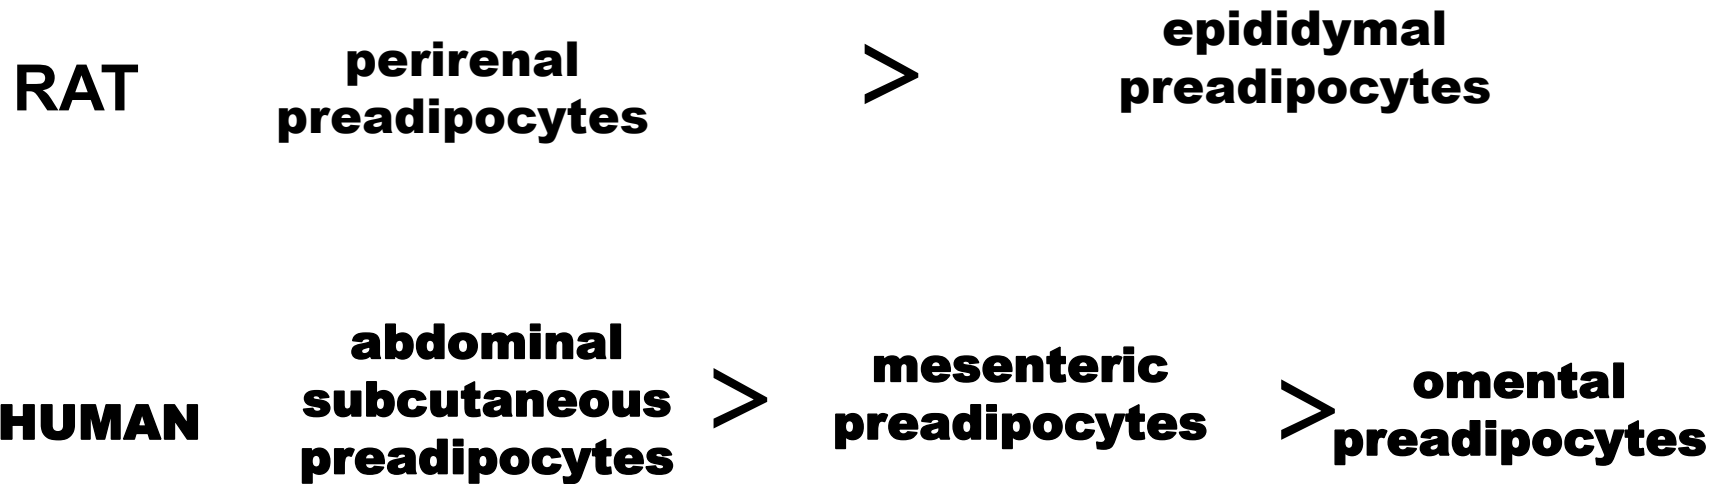 RAT
perirenal
preadipocytes
>
epididymal
preadipocytes
HUMAN
abdominal
subcutaneous
preadipocytes
>
mesenteric
preadipocytes
>
omental
preadipocytes